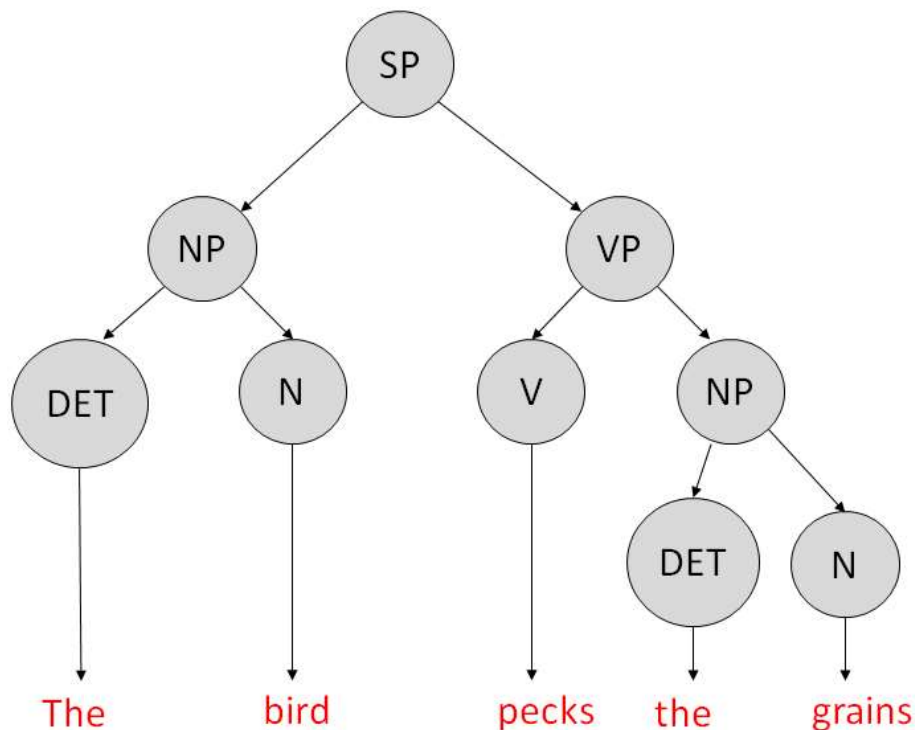 SP
NP VP
DET N V NP
DET N
The bird pecks the grains